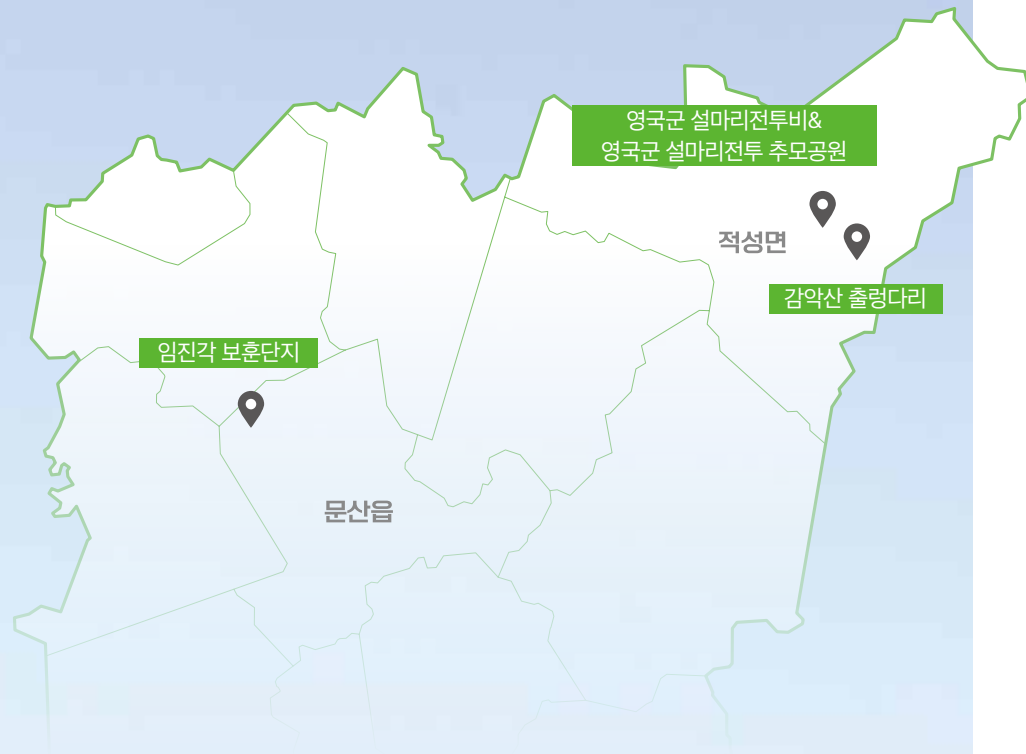 영국군 설마리전투비&
영국군 설마리전투 추모공원
적성면
감악산 출렁다리
임진각 보훈단지
문산읍